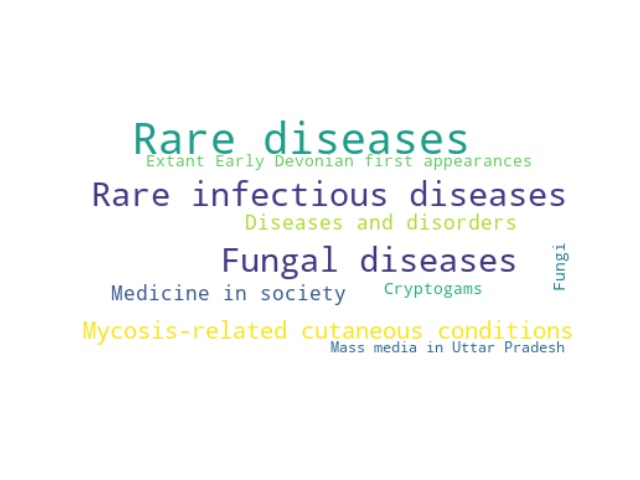 Rare diseases
Extant Early Devonian first appearances
Rare infectious diseases
Diseases and disorders
Fungal diseases
Fungi
Medicine in society
Cryptogams
Mycosis-related cutaneous conditions
Mass media in Uttar Pradesh